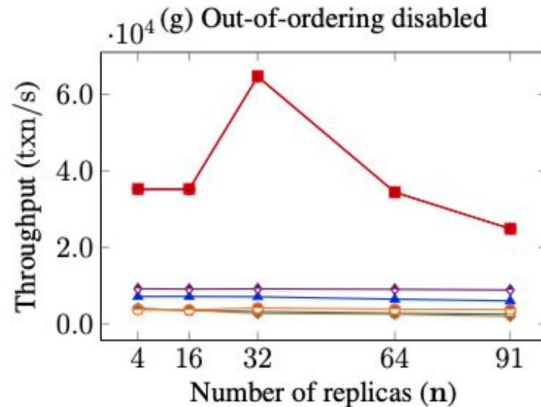 ·10⁴ (g) Out-of-ordering disabled
6.0
4.0
2.0
0.0
Throughput (txn/s)
4 16 32 64 91
Number of replicas (n)